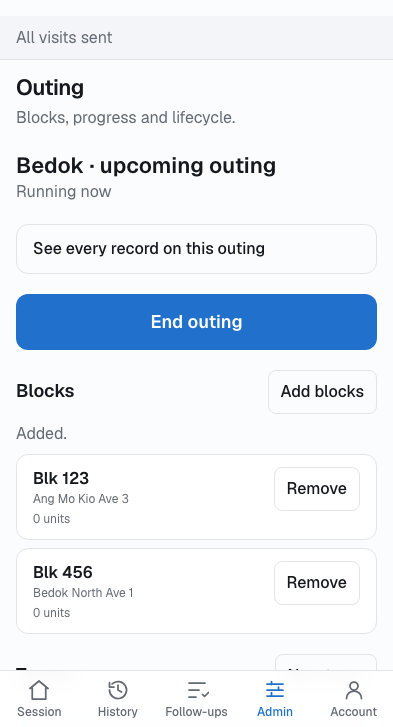 All visits sent
Outing
Blocks, progress and lifecycle.
Bedok · upcoming outing
Running now
See every record on this outing
End outing
Blocks
Add blocks
Added.
Blk 123
Ang Mo Kio Ave 3
0 units
Remove
Blk 456
Bedok North Ave 1
0 units
Remove
Session
History
Follow-ups
Admin
Account